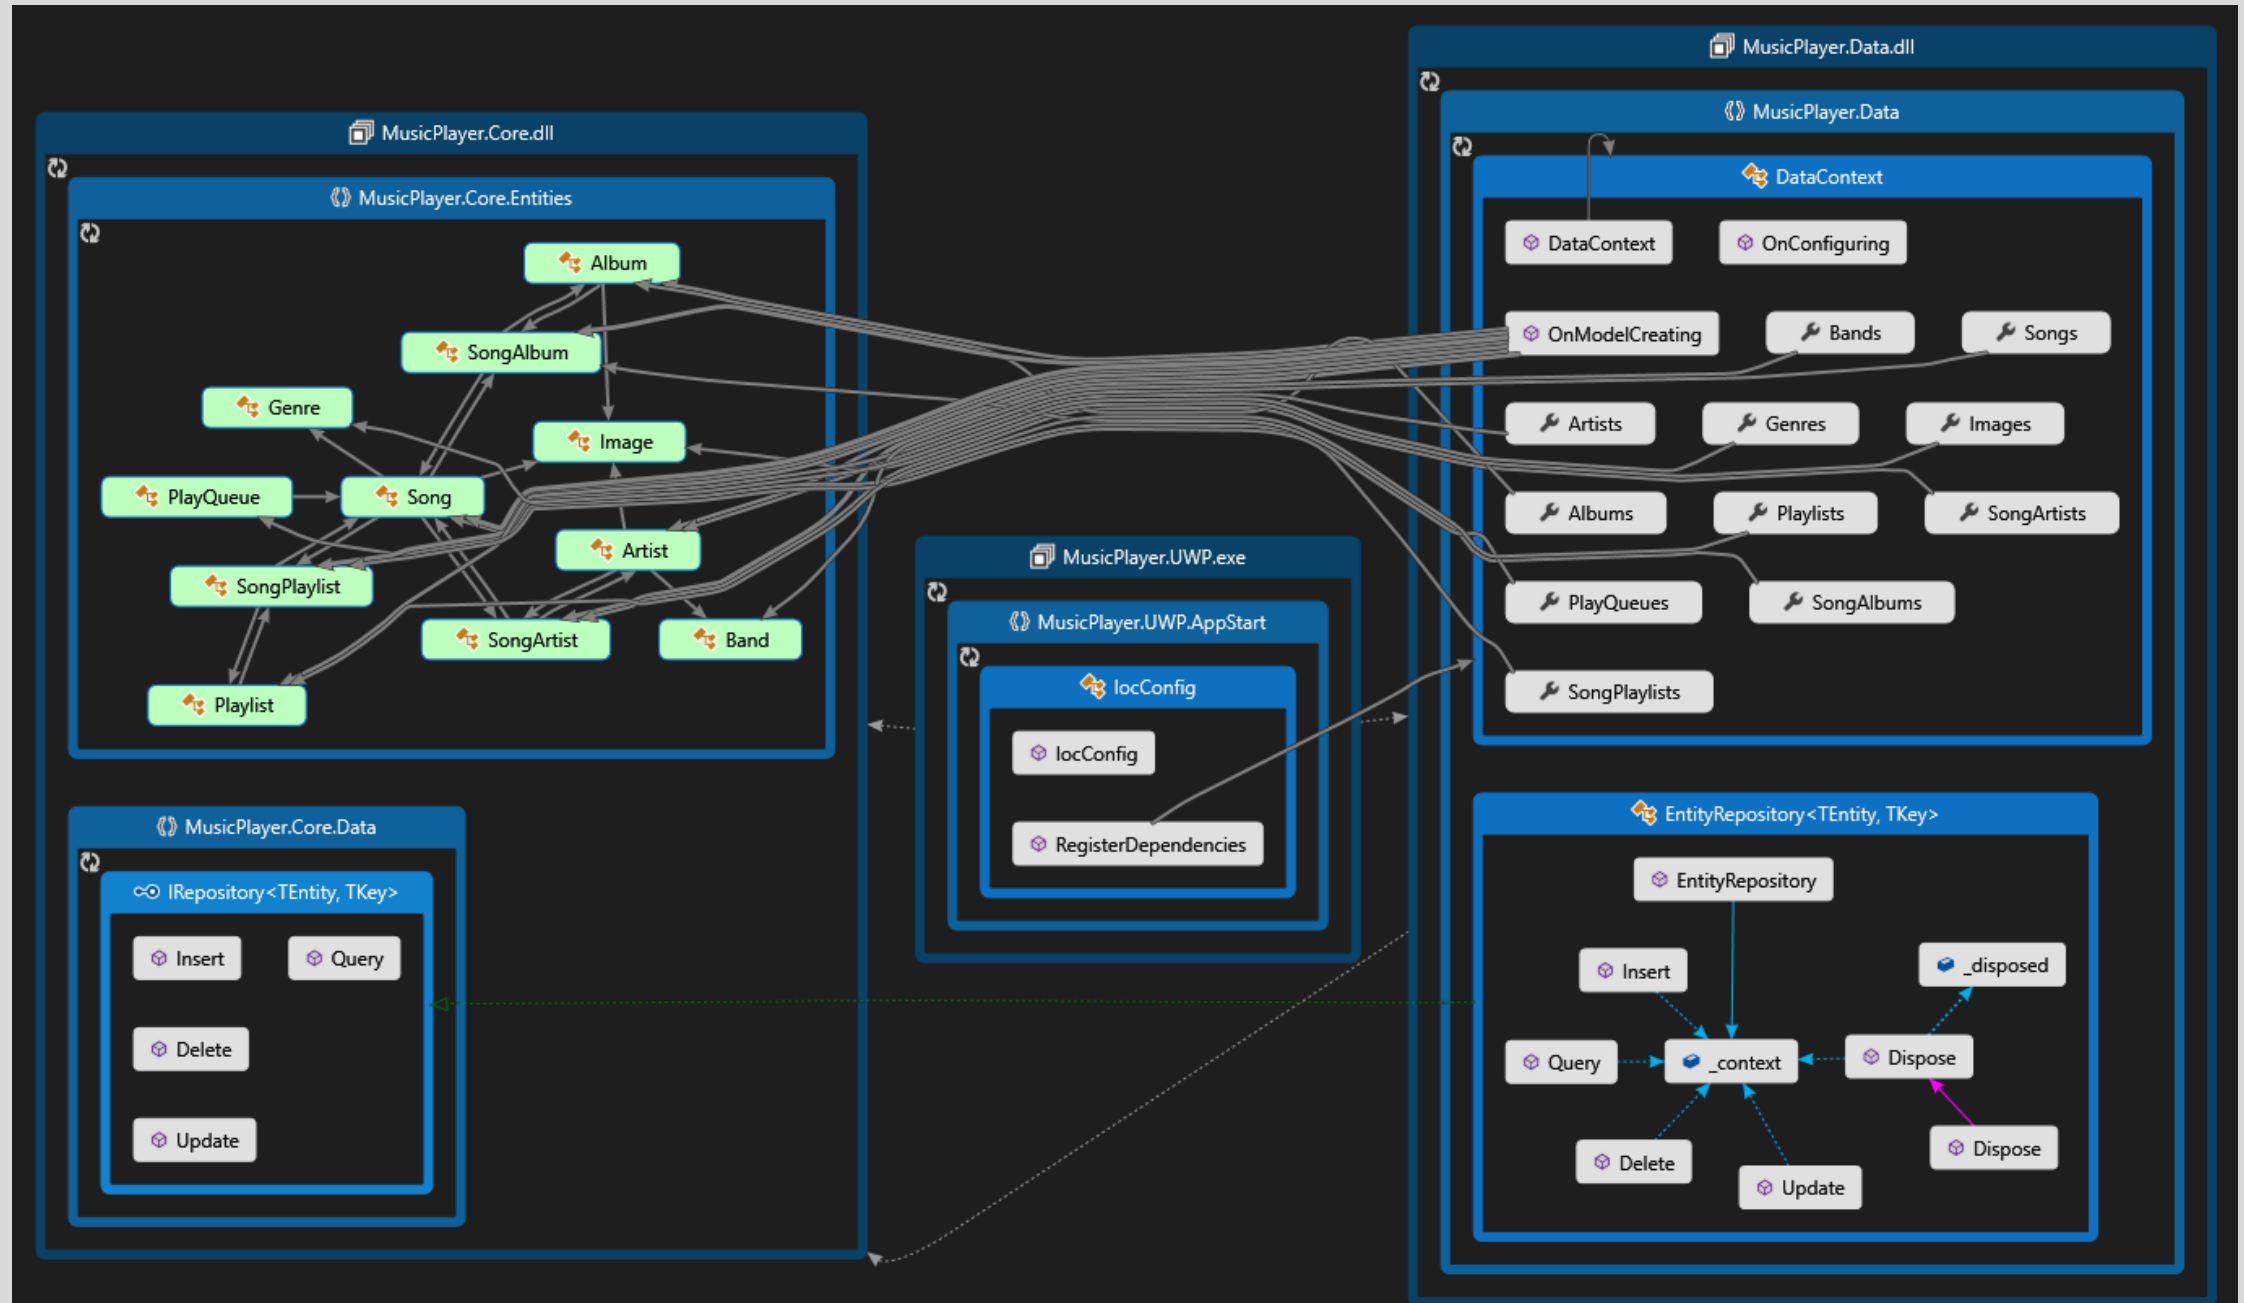 MusicPlayer.Core.dll
MusicPlayer.Core.Entities
Album
SongAlbum
Genre
Image
PlayQueue
Song
Artist
SongPlaylist
SongArtist
Band
Playlist
MusicPlayer.Core.Data
IRepository<TEntity, TKey>
Insert
Query
Delete
Update
MusicPlayer.UWP.exe
MusicPlayer.UWP.AppStart
IocConfig
IocConfig
RegisterDependencies
MusicPlayer.Data.dll
MusicPlayer.Data
DataContext
DataContext
OnConfiguring
OnModelCreating
Bands
Songs
Artists
Genres
Images
Albums
Playlists
SongArtists
PlayQueues
SongAlbums
SongPlaylists
EntityRepository<TEntity, TKey>
EntityRepository
Insert
_disposed
Query
_context
Dispose
Delete
Dispose
Update